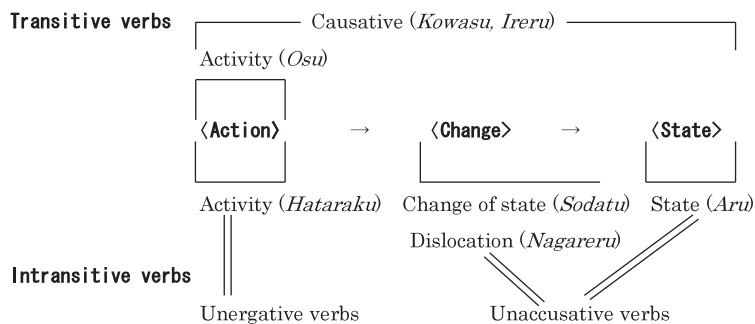 Transitive verbs Causative (Kowasu, Ireru)
Activity (Osu)
〈Action〉 → 〈Change〉 → 〈State〉
Activity (Hataraku) Change of state (Sodatu) State (Aru)
Dislocation (Nagareru)
Intransitive verbs
Unergative verbs Unaccusative verbs